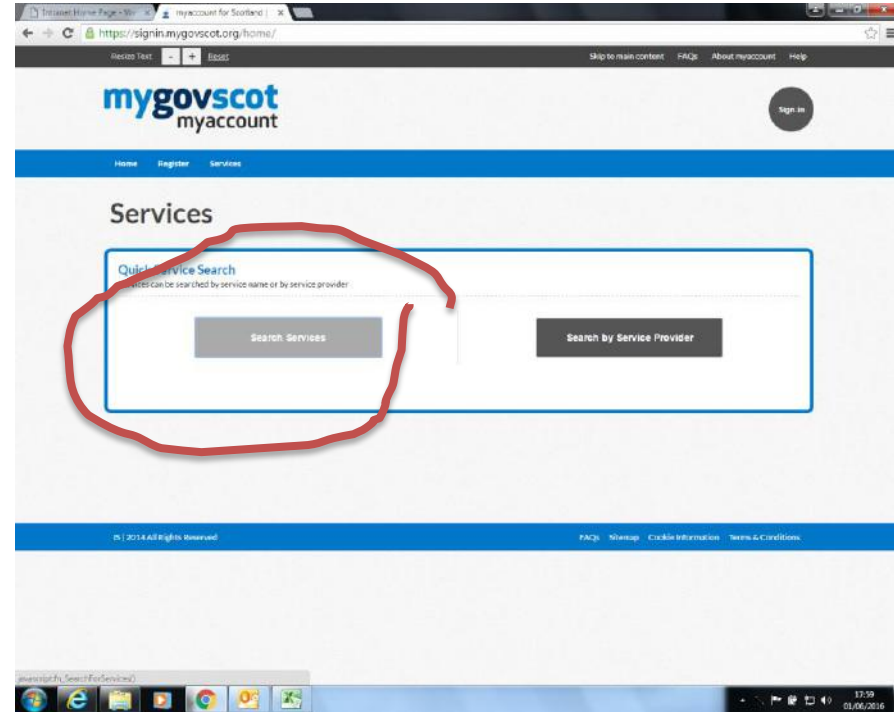 Intranet Home Page - W
myaccount for Scotland |
https://signin.mygovscot.org/home/
Resize Text - + Reset
Skip to main content FAQs About myaccount Help
mygovscot
myaccount
Sign in
Home Register Services
Services
Quick Service Search
Services can be searched by service name or by service provider
Search Services
Search by Service Provider
IS | 2014 All Rights Reserved
FAQs Sitemap Cookie Information Terms & Conditions
javascript:fn_SearchForServices()
17:59
01/06/2016